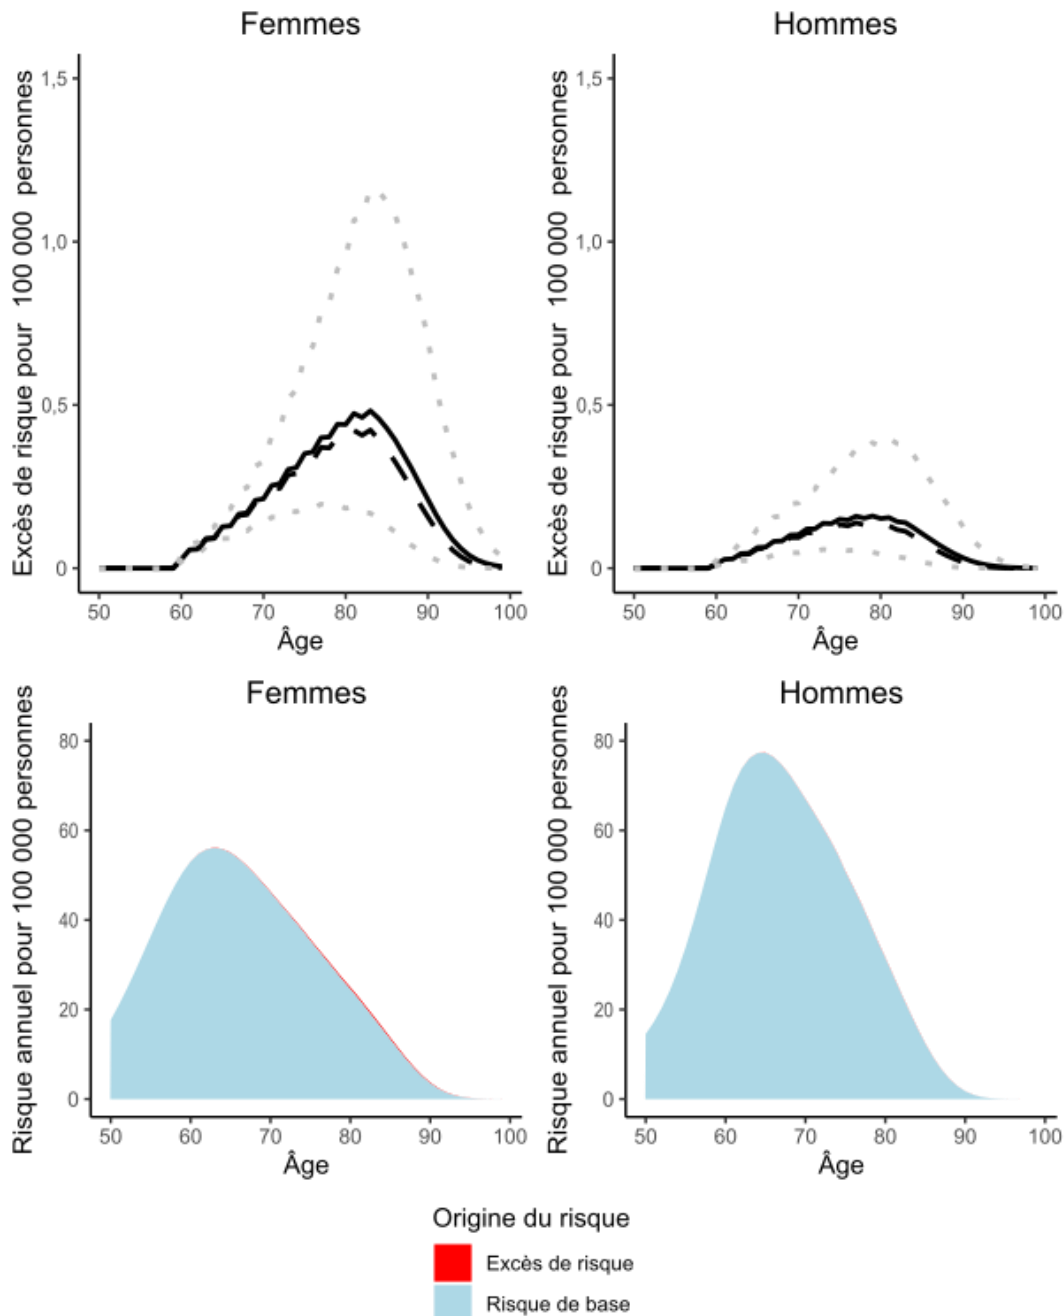 Femmes
Hommes
Excès de risque pour 100 000 personnes
1,5
1,0
0,5
0
50 60 70 80 90 100
Âge
Excès de risque pour 100 000 personnes
1,5
1,0
0,5
0
50 60 70 80 90 100
Âge
Femmes
Hommes
Risque annuel pour 100 000 personnes
80
60
40
20
0
50 60 70 80 90 100
Âge
Risque annuel pour 100 000 personnes
80
60
40
20
0
50 60 70 80 90 100
Âge
Origine du risque
Excès de risque
Risque de base